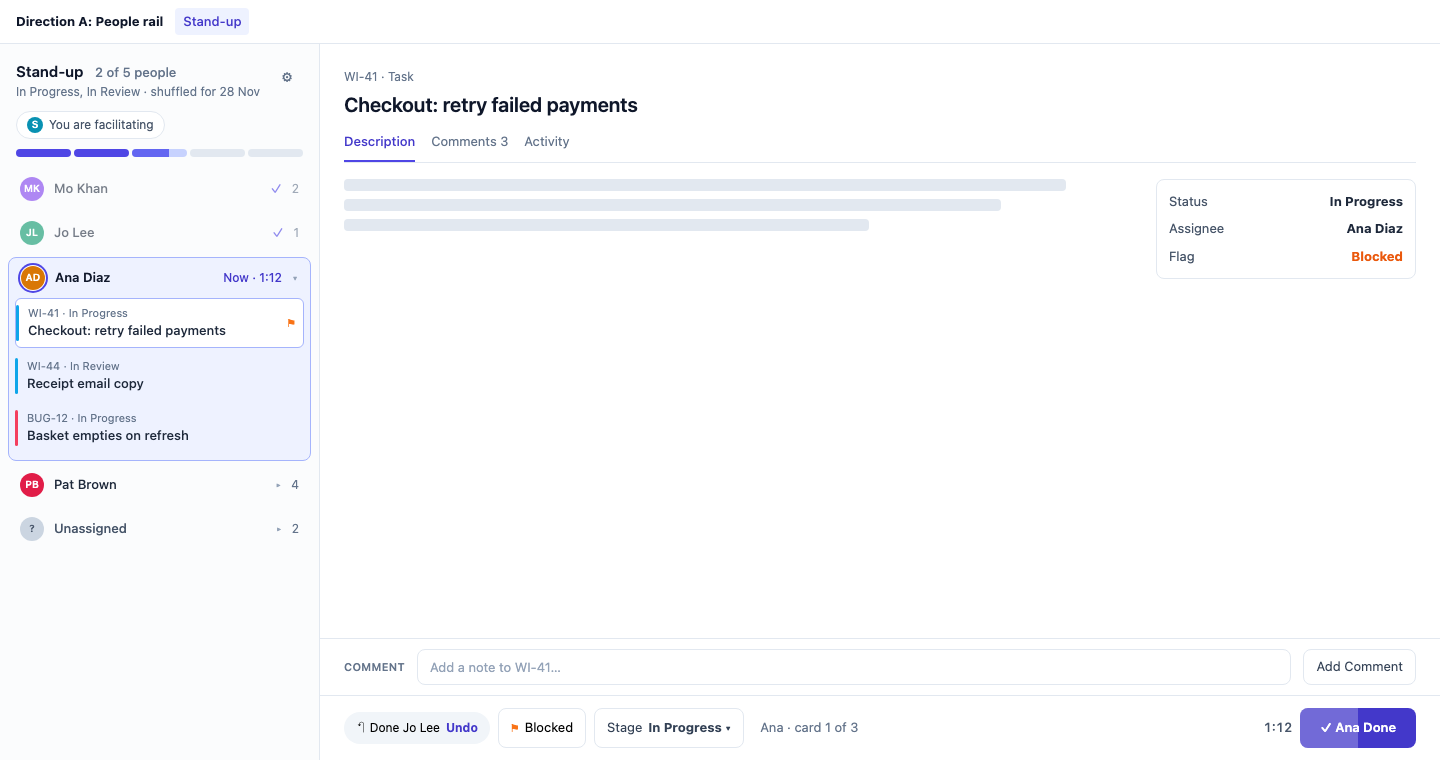 Direction A: People rail Stand-up
Stand-up 2 of 5 people
In Progress, In Review · shuffled for 28 Nov
S You are facilitating
MK Mo Khan ✓ 2
JL Jo Lee ✓ 1
AD Ana Diaz Now · 1:12 ▾
WI-41 · In Progress
Checkout: retry failed payments
WI-44 · In Review
Receipt email copy
BUG-12 · In Progress
Basket empties on refresh
PB Pat Brown ▸ 4
? Unassigned ▸ 2
WI-41 · Task
Checkout: retry failed payments
Description Comments 3 Activity
Status In Progress
Assignee Ana Diaz
Flag Blocked
COMMENT Add a note to WI-41… Add Comment
Done Jo Lee Undo
Blocked
Stage In Progress ▾
Ana · card 1 of 3
1:12
✓ Ana Done